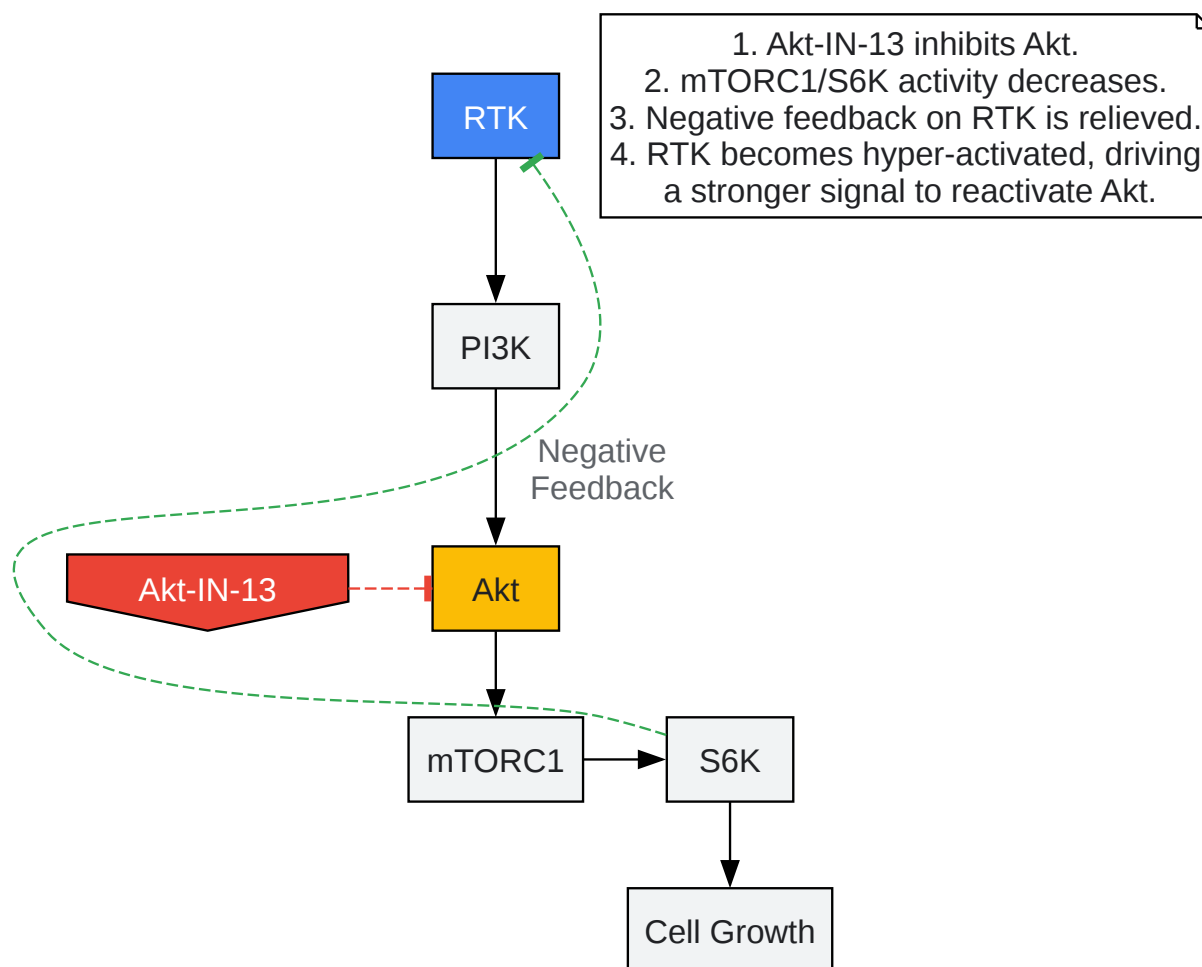 1. Akt-IN-13 inhibits Akt.
2. mTORC1/S6K activity decreases.
3. Negative feedback on RTK is relieved.
4. RTK becomes hyper-activated, driving
a stronger signal to reactivate Akt.
RTK
PI3K
Negative
Feedback
Akt-IN-13
Akt
mTORC1
S6K
Cell Growth